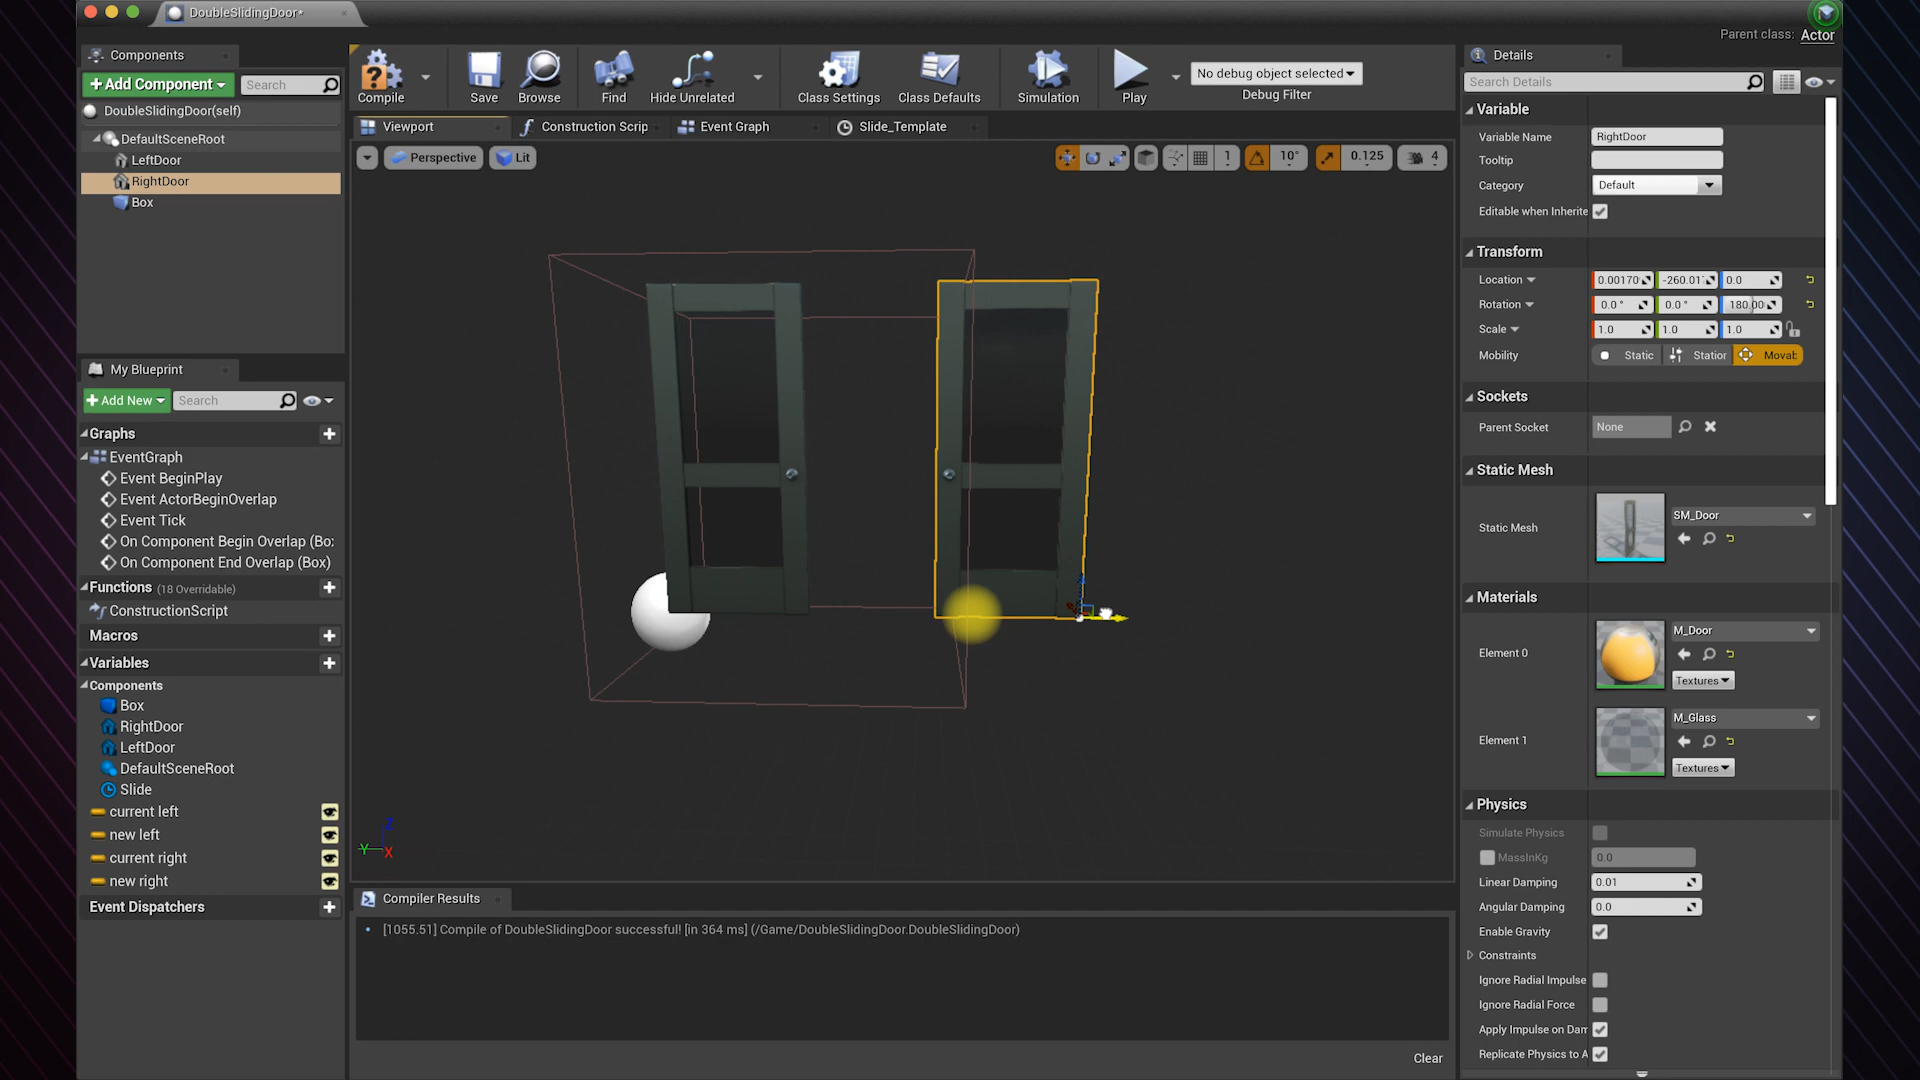 DoubleSlidingDoor*
Parent class: Actor
Components
+ Add Component
Search
DoubleSlidingDoor(self)
DefaultSceneRoot
LeftDoor
RightDoor
Box
Compile
Save
Browse
Find
Hide Unrelated
Class Settings
Class Defaults
Simulation
Play
No debug object selected
Debug Filter
Viewport
Construction Scrip
Event Graph
Slide_Template
Perspective
Lit
1
10°
0.125
4
My Blueprint
+ Add New
Search
Graphs
EventGraph
Event BeginPlay
Event ActorBeginOverlap
Event Tick
On Component Begin Overlap (Bo
On Component End Overlap (Box)
Functions (18 Overridable)
ConstructionScript
Macros
Variables
Components
Box
RightDoor
LeftDoor
DefaultSceneRoot
Slide
current left
new left
current right
new right
Event Dispatchers
Z
Y
X
Compiler Results
[1055.51] Compile of DoubleSlidingDoor successful! [in 364 ms] (/Game/DoubleSlidingDoor.DoubleSlidingDoor)
Clear
Details
Search Details
Variable
Variable Name RightDoor
Tooltip
Category Default
Editable when Inherite
Transform
Location 0.00170 -260.01 0.0
Rotation 0.0° 0.0° 180.00
Scale 1.0 1.0 1.0
Mobility Static Station Movab
Sockets
Parent Socket None
Static Mesh
Static Mesh SM_Door
Materials
Element 0 M_Door
Textures
Element 1 M_Glass
Textures
Physics
Simulate Physics
MassInKg 0.0
Linear Damping 0.01
Angular Damping 0.0
Enable Gravity
Constraints
Ignore Radial Impulse
Ignore Radial Force
Apply Impulse on Dam
Replicate Physics to A